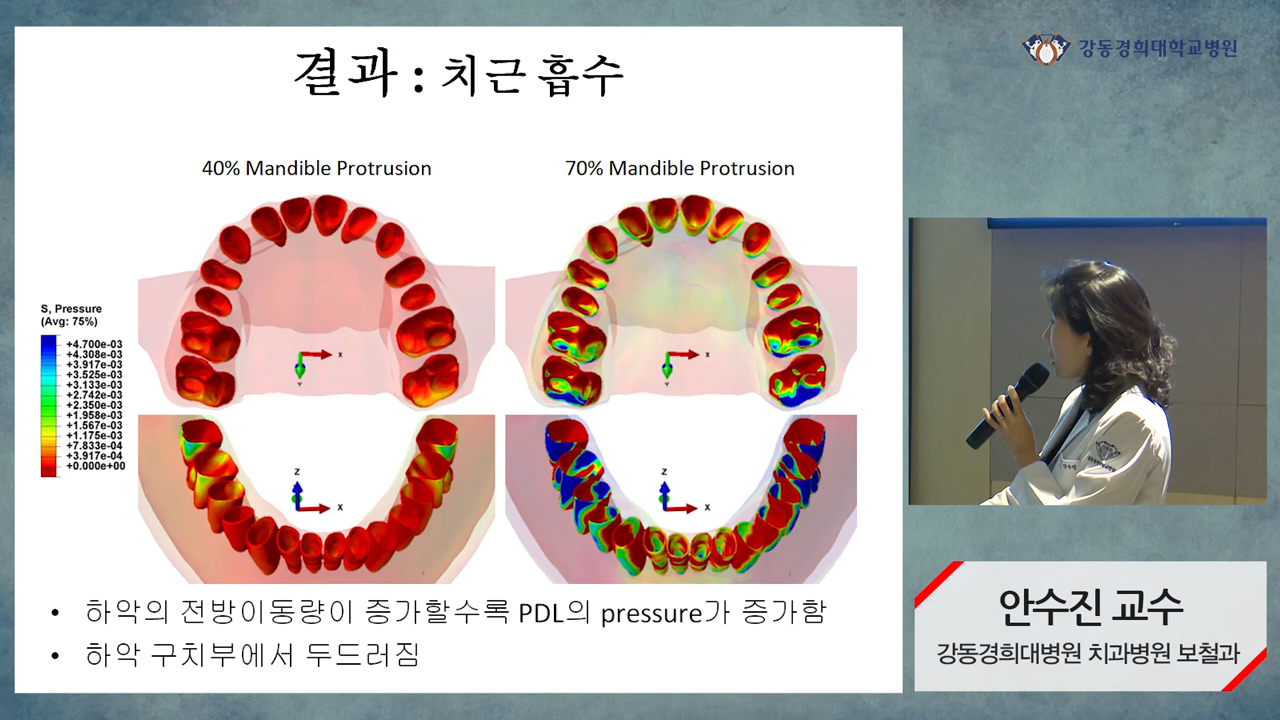 강동경희대학교병원
결과 : 치근 흡수
40% Mandible Protrusion
70% Mandible Protrusion
S, Pressure
(Avg: 75%)
+4.700e-03
+4.308e-03
+3.917e-03
+3.525e-03
+3.133e-03
+2.742e-03
+2.350e-03
+1.958e-03
+1.567e-03
+1.175e-03
+7.833e-04
+3.917e-04
+0.000e+00
X
Y
X
Y
Z
X
Z
X
• 하악의 전방이동량이 증가할수록 PDL의 pressure가 증가함
• 하악 구치부에서 두드러짐
안수진 교수
강동경희대병원 치과병원 보철과